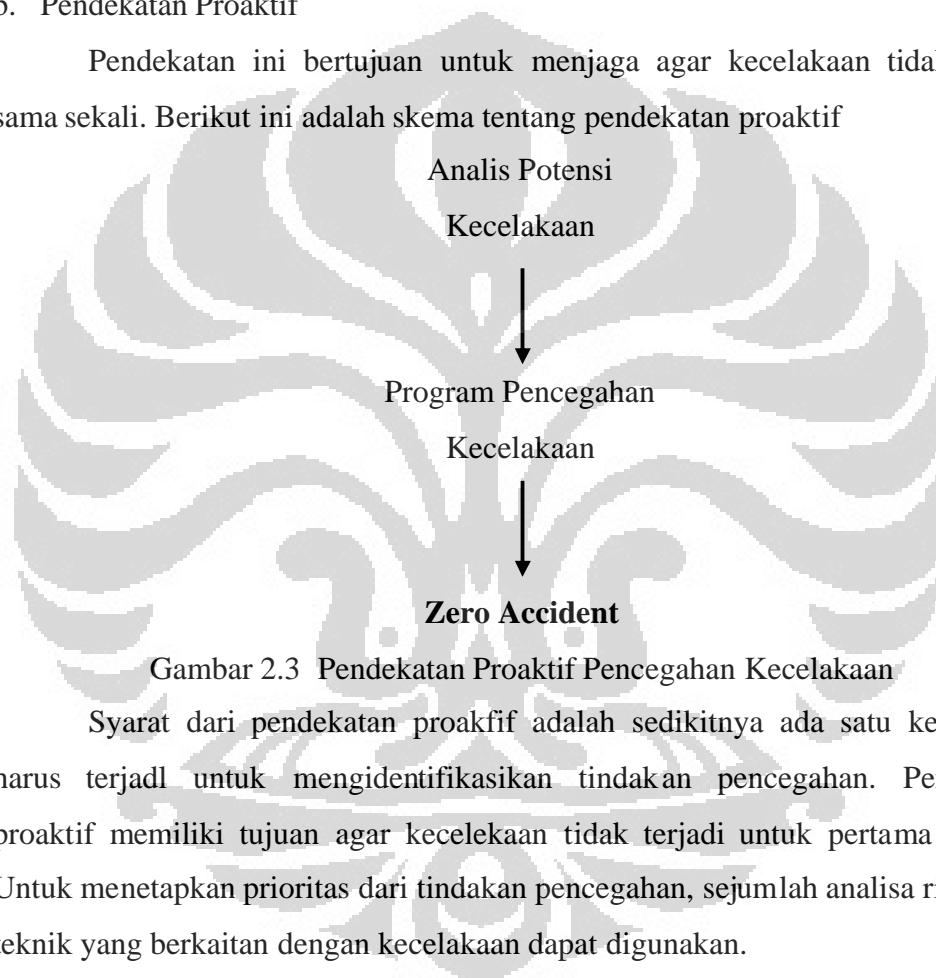 b. Pendekatan Proaktif
Pendekatan ini bertujuan untuk menjaga agar kecelakaan
sama sekali. Berikut ini adalah skema tentang pendekatan proaktif
Analis Potensi
Kecelakaan
Program Pencegahan
Kecelakaan
Zero Accident
Gambar 2.3 Pendekatan Proaktif Pencegahan Kecelakaan
Syarat dari pendekatan proakfif adalah sedikitnya ada satu
harus terjadl untuk mengidentifikasikan tindakan pencegahan.
proaktif memiliki tujuan agar kecelekaan tidak terjadi untuk pertama
Untuk menetapkan prioritas dari tindakan pencegahan, sejumlah analisa
teknik yang berkaitan dengan kecelakaan dapat digunakan.